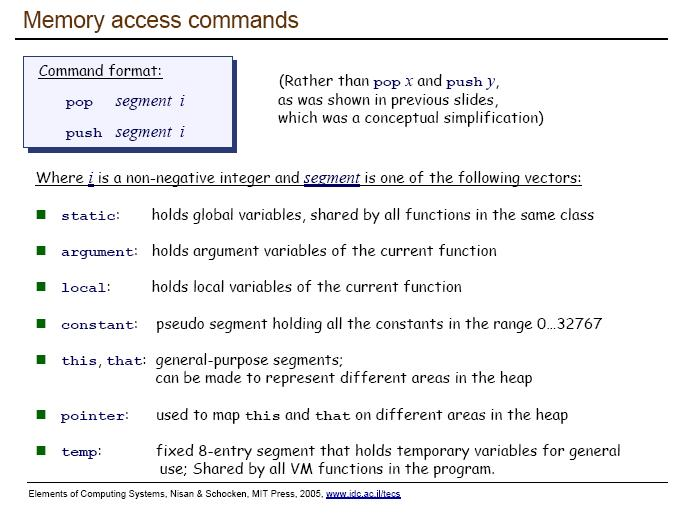 Memory access commands
Command format:
pop segment i
push segment i
(Rather than pop x and push y,
as was shown in previous slides,
which was a conceptual simplification)
Where i is a non-negative integer and segment is one of the following vectors:
static: holds global variables, shared by all functions in the same class
argument: holds argument variables of the current function
local: holds local variables of the current function
constant: pseudo segment holding all the constants in the range 0…32767
this, that: general-purpose segments;
can be made to represent different areas in the heap
pointer: used to map this and that on different areas in the heap
temp: fixed 8-entry segment that holds temporary variables for general
use; Shared by all VM functions in the program.
Elements of Computing Systems, Nisan & Schocken, MIT Press, 2005, www.idc.ac.il/tecs